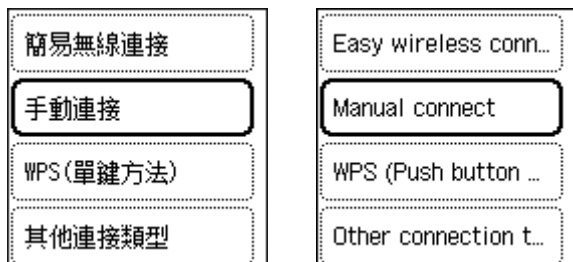 簡易無線連接
手動連接
WPS(單鍵方法)
其他連接類型
Easy wireless conn...
Manual connect
WPS (Push button ...
Other connection t...